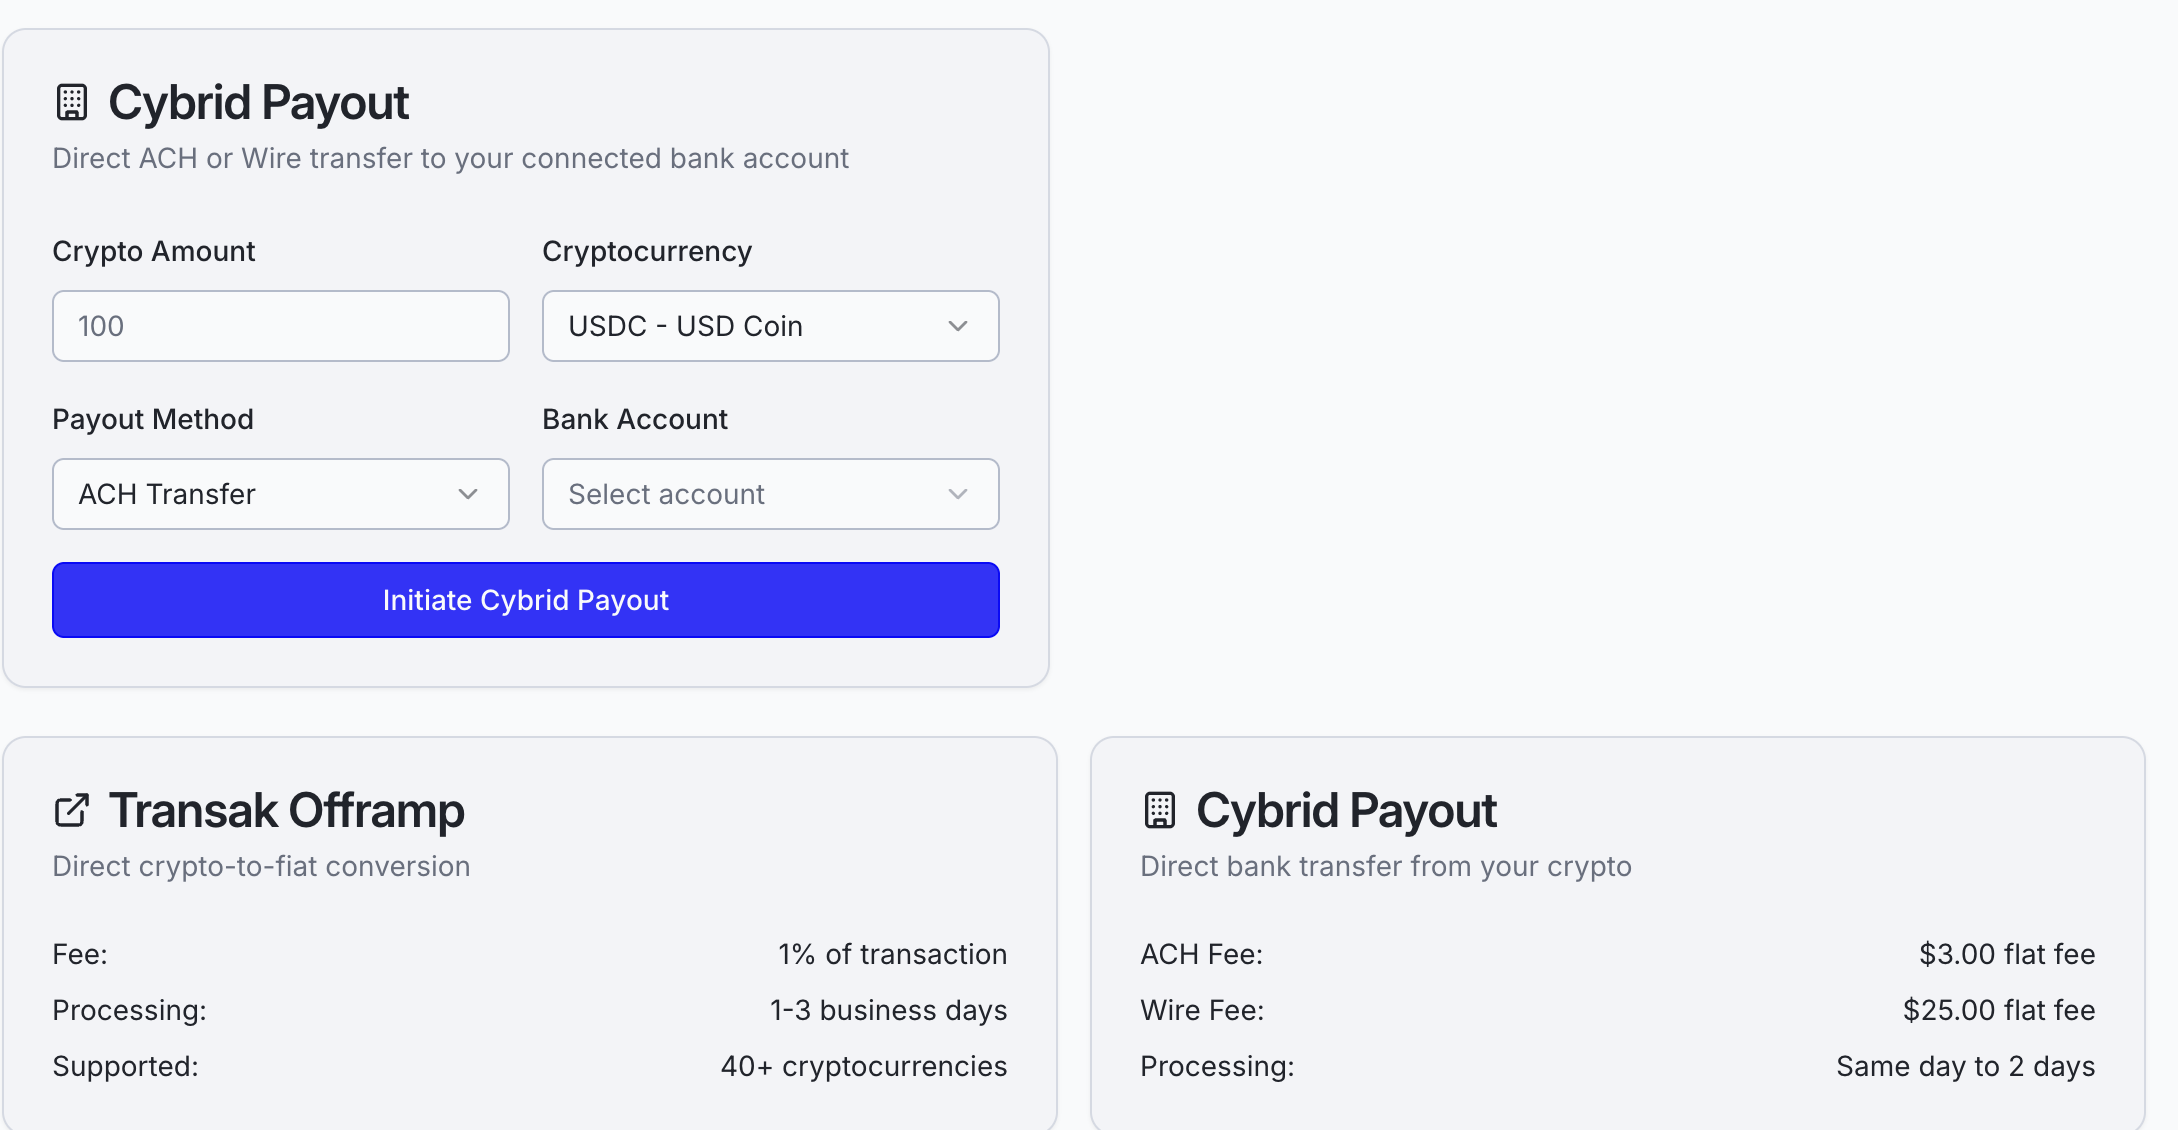 Cybrid Payout
Direct ACH or Wire transfer to your connected bank account
Crypto Amount
Cryptocurrency
100
USDC - USD Coin
Payout Method
Bank Account
ACH Transfer
Select account
Initiate Cybrid Payout
Transak Offramp
Direct crypto-to-fiat conversion
Fee: 1% of transaction
Processing: 1-3 business days
Supported: 40+ cryptocurrencies
Cybrid Payout
Direct bank transfer from your crypto
ACH Fee: $3.00 flat fee
Wire Fee: $25.00 flat fee
Processing: Same day to 2 days